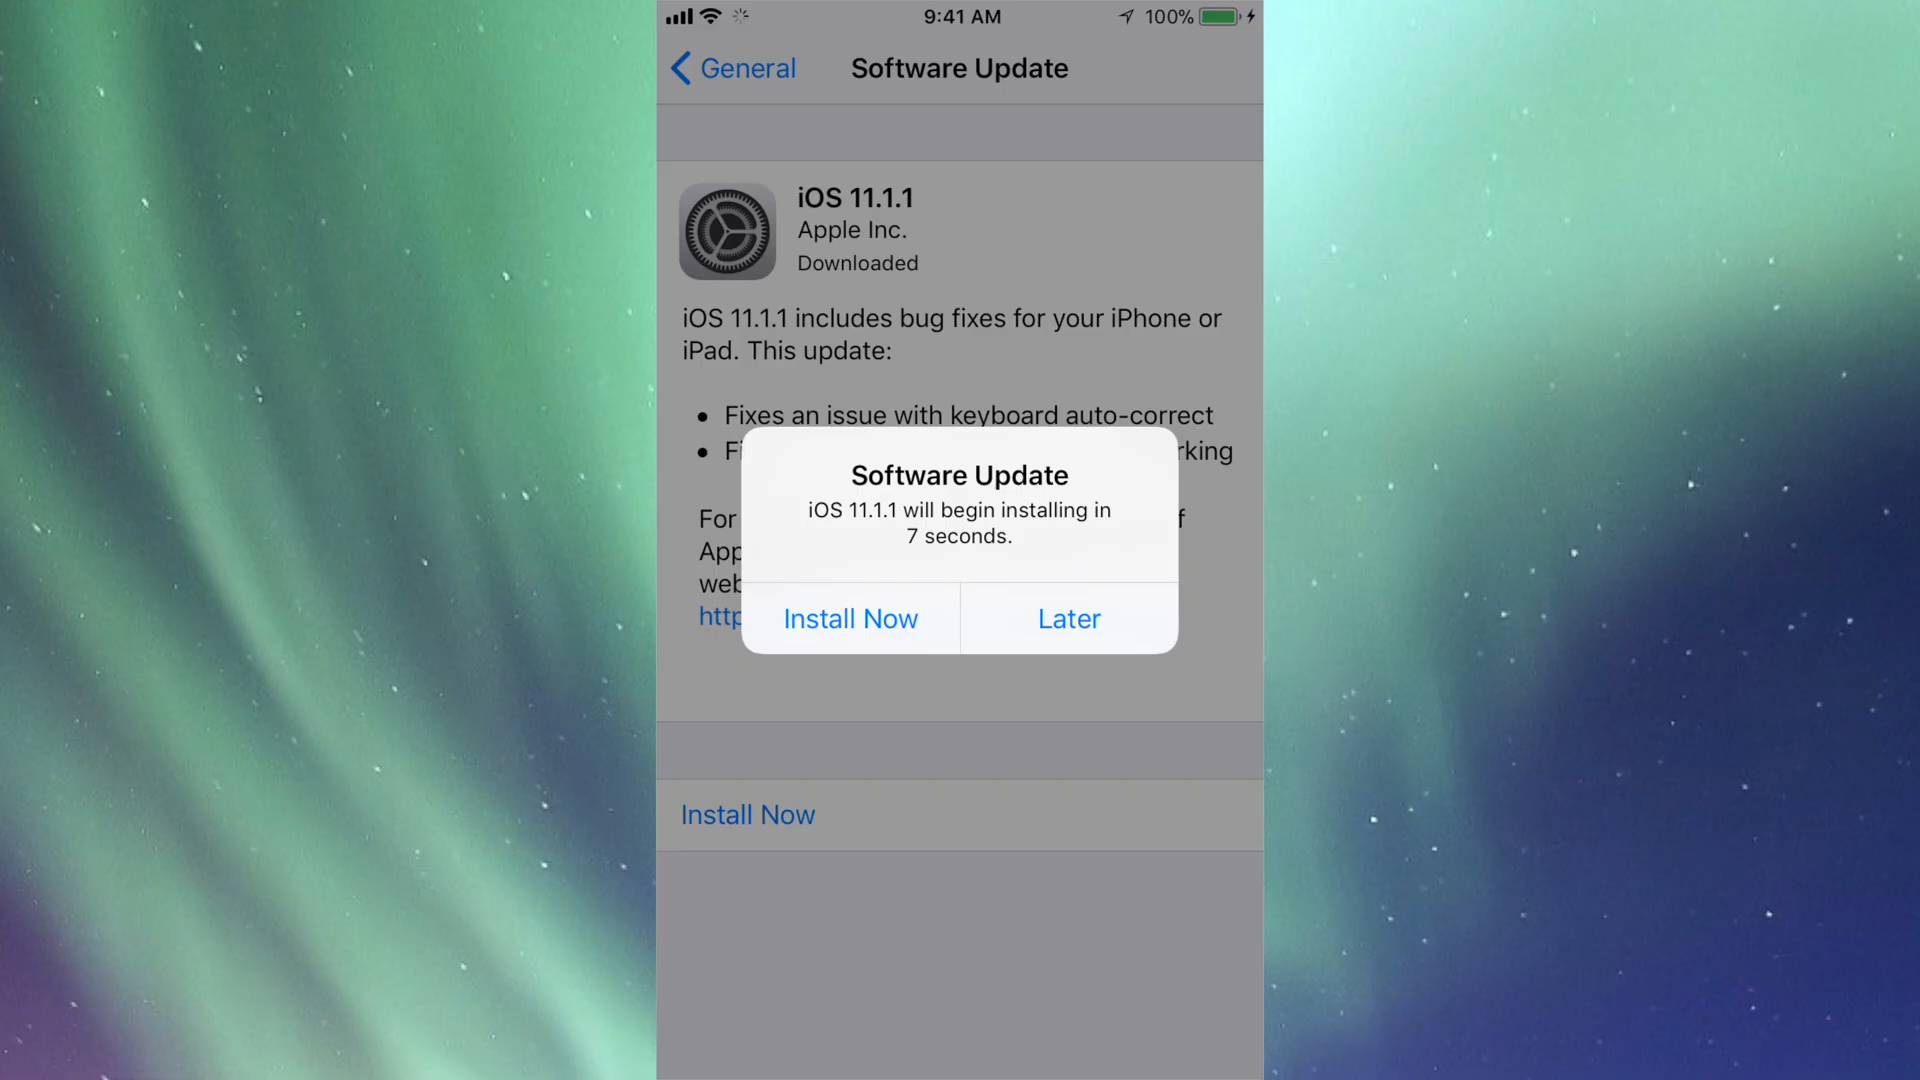 9:41 AM
100%
General
Software Update
iOS 11.1.1
Apple Inc.
Downloaded
iOS 11.1.1 includes bug fixes for your iPhone or
iPad. This update:
• Fixes an issue with keyboard auto-correct
•
Software Update
iOS 11.1.1 will begin installing in
7 seconds.
For
Install Now
Later
Install Now